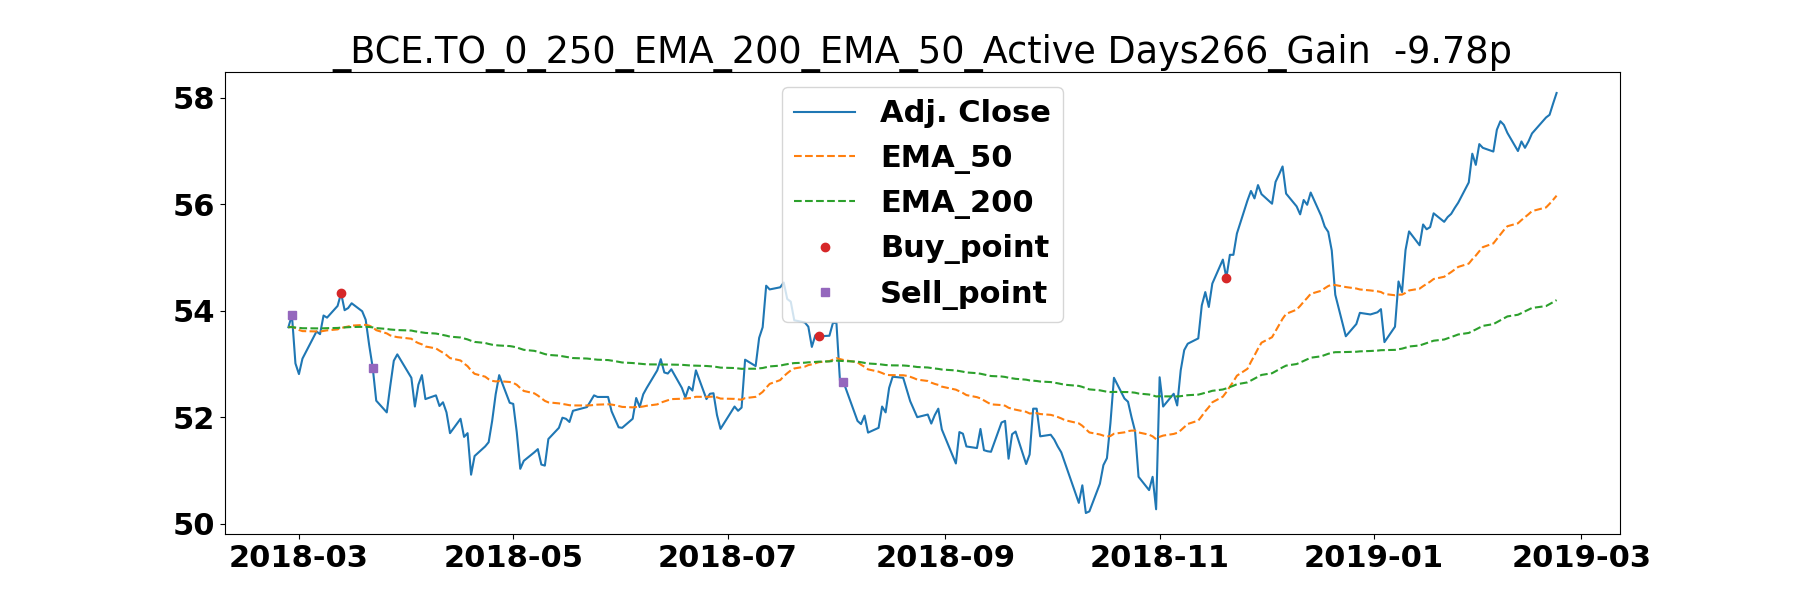 _BCE.TO_0_250_EMA_200_EMA_50_Active Days266_Gain  -9.78p
58
56
54
52
50
Adj. Close
EMA_50
EMA_200
Buy_point
Sell_point
2018-03 2018-05 2018-07 2018-09 2018-11 2019-01 2019-03